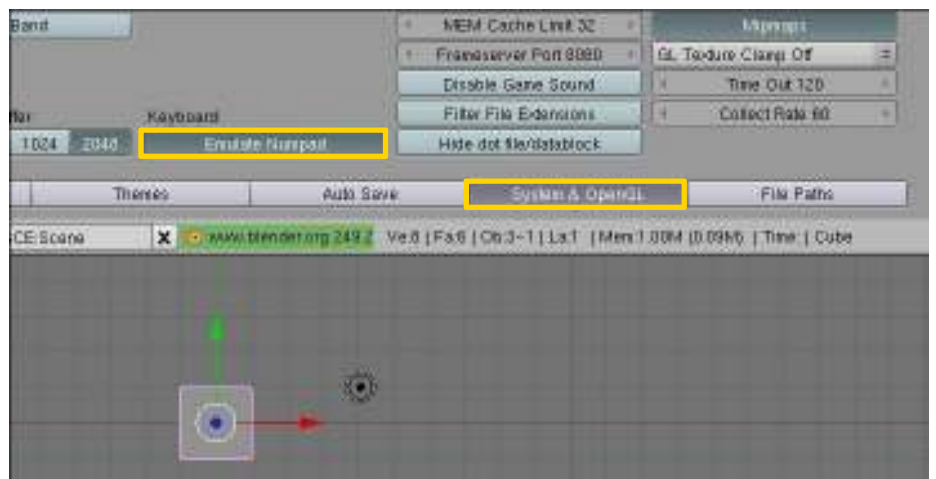 Band
MEM Cache Limit 32
Mipmaps
Frameserver Port 8080
GL Texture Clamp Off
Disable Game Sound
Time Out 120
Keyboard
Filter File Extensions
Collect Rate 60
1024 2048
Emulate Numpad
Hide dot file/datablock
Themes
Auto Save
System & OpenGL
File Paths
CE:Scene
X
www.blender.org 249.2 Ve:8 | Fa:6 | Ob:3-1 | La:1 | Mem:1.00M (0.09M) | Time: | Cube